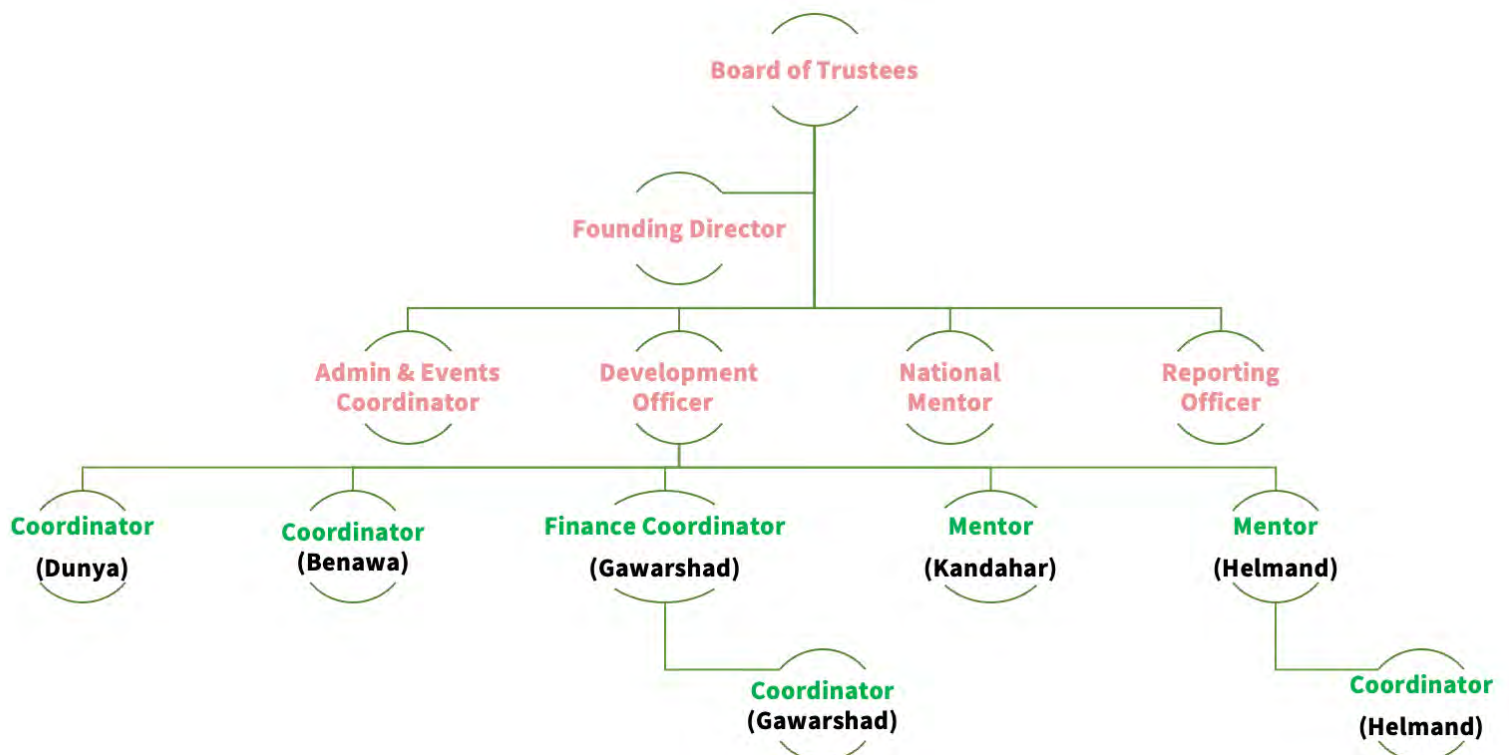 Board of Trustees
Founding Director
Admin & Events
Coordinator
Development
Officer
National
Mentor
Reporting
Officer
Coordinator
(Dunya)
Coordinator
(Benawa)
Finance Coordinator
(Gawarshad)
Mentor
(Kandahar)
Mentor
(Helmand)
Coordinator
(Gawarshad)
Coordinator
(Helmand)